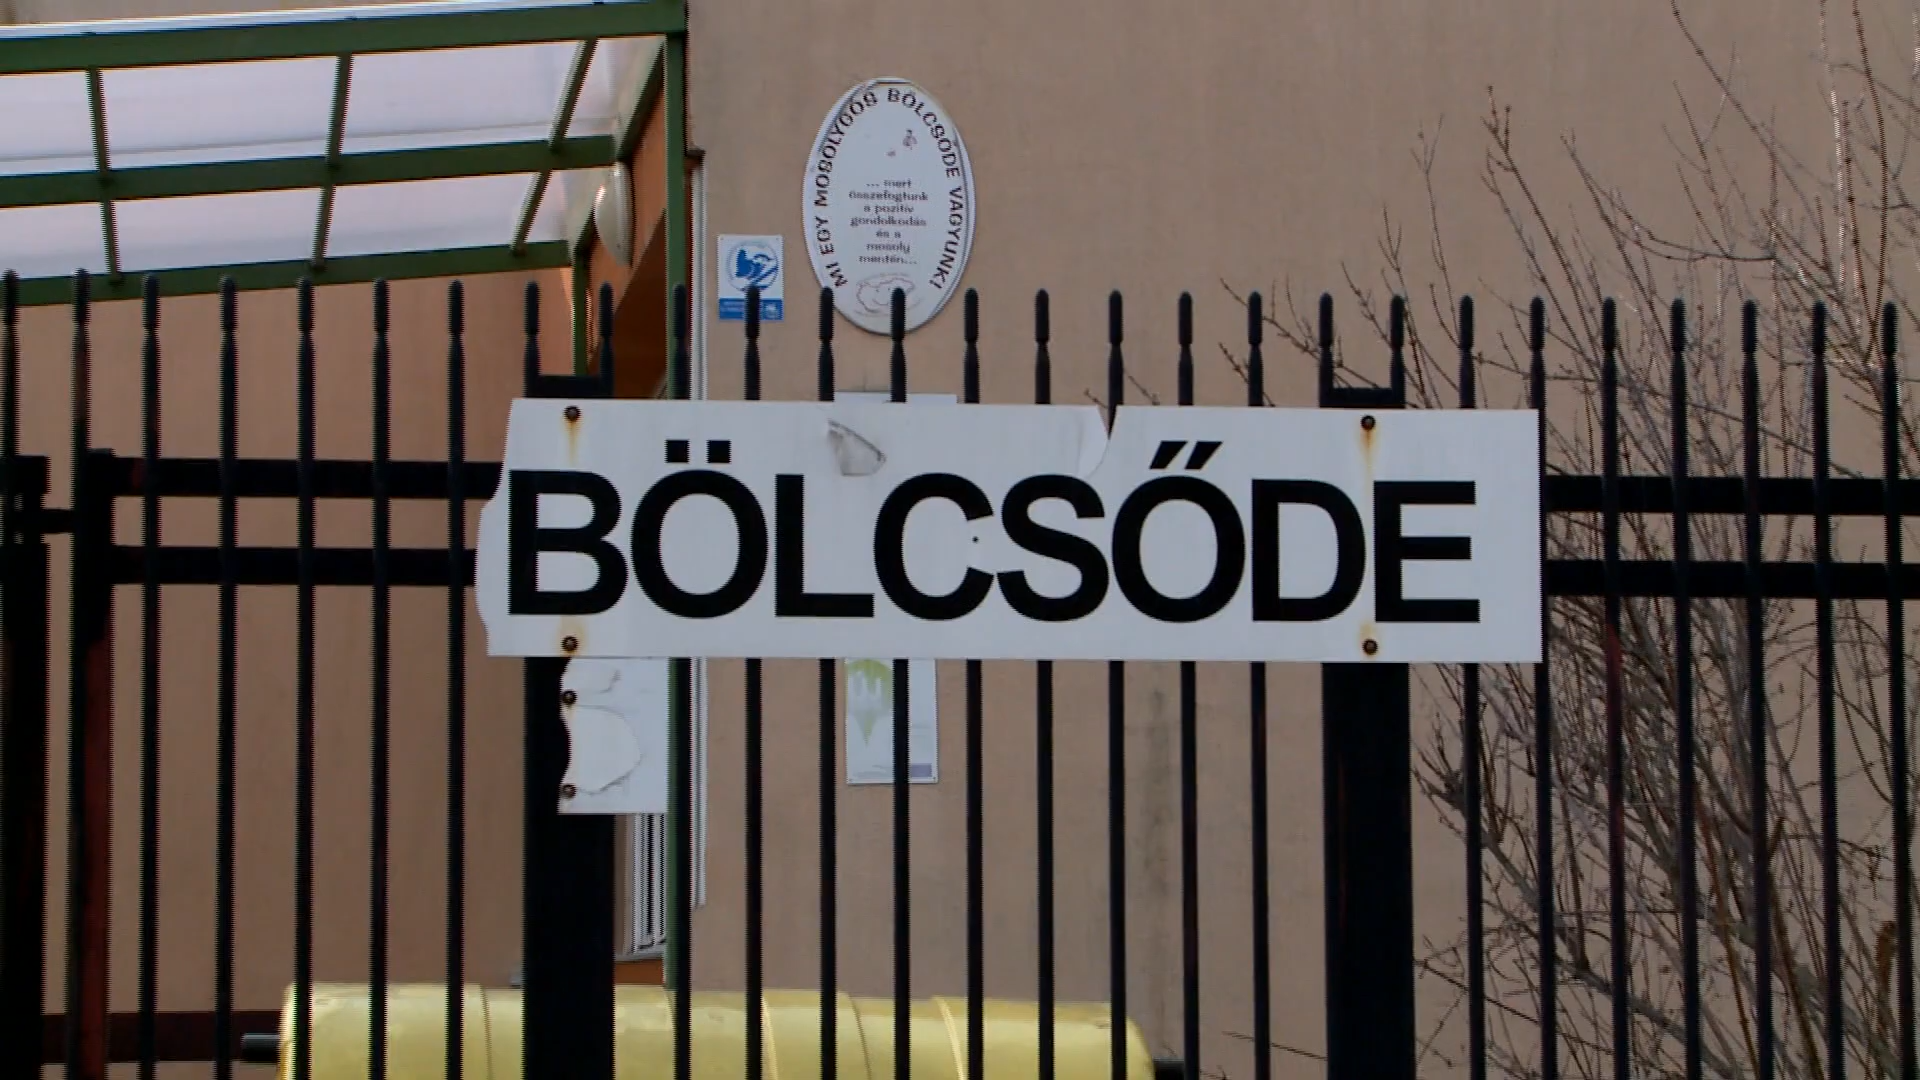 MI EGY MOSOLYGÓS BÖLCSŐDE VAGYUNK!
... mert
összefogtunk
a pozitív
gondolkodás
és a
mosoly
mentén...
BÖLCSŐDE